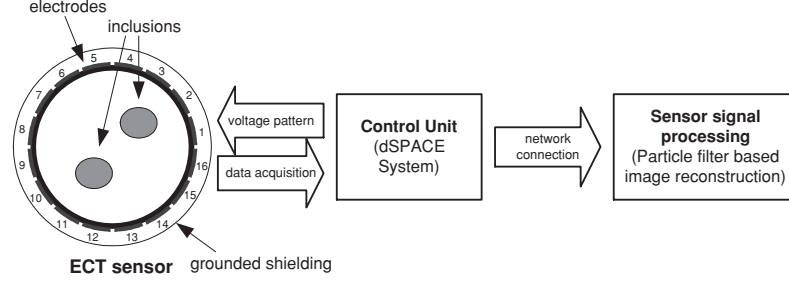 electrodes
inclusions
5
4
6
3
7
2
8
1
9
16
10
15
11
14
12
13
ECT sensor
grounded shielding
voltage pattern
data acquisition
Control Unit
(dSPACE
System)
network
connection
Sensor signal
processing
(Particle filter based
image reconstruction)